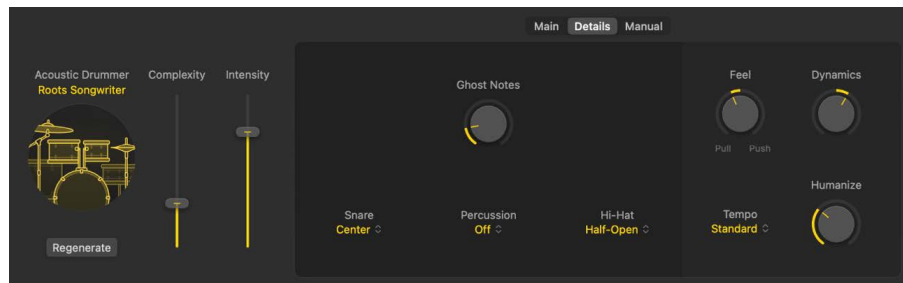 Main Details Manual
Acoustic Drummer
Roots Songwriter
Complexity
Intensity
Ghost Notes
Feel
Dynamics
Pull Push
Humanize
Snare
Center
Percussion
Off
Hi-Hat
Half-Open
Tempo
Standard
Regenerate